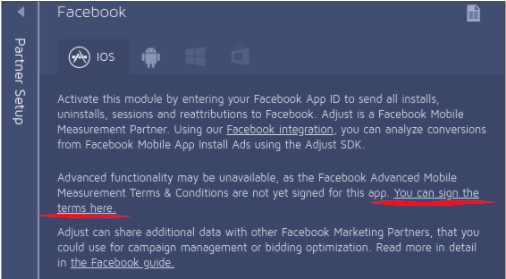 Facebook
Partner Setup
IOS
Activate this module by entering your Facebook App ID to send all installs,
uninstalls, sessions and reattributions to Facebook. Adjust is a Facebook Mobile
Measurement Partner. Using our Facebook integration, you can analyze conversions
from Facebook Mobile App Install Ads using the Adjust SDK.
Advanced functionality may be unavailable, as the Facebook Advanced Mobile
Measurement Terms & Conditions are not yet signed for this app. You can sign the
terms here.
Adjust can share additional data with other Facebook Marketing Partners, that you
could use for campaign management or bidding optimization. Read more in detail
in the Facebook guide.